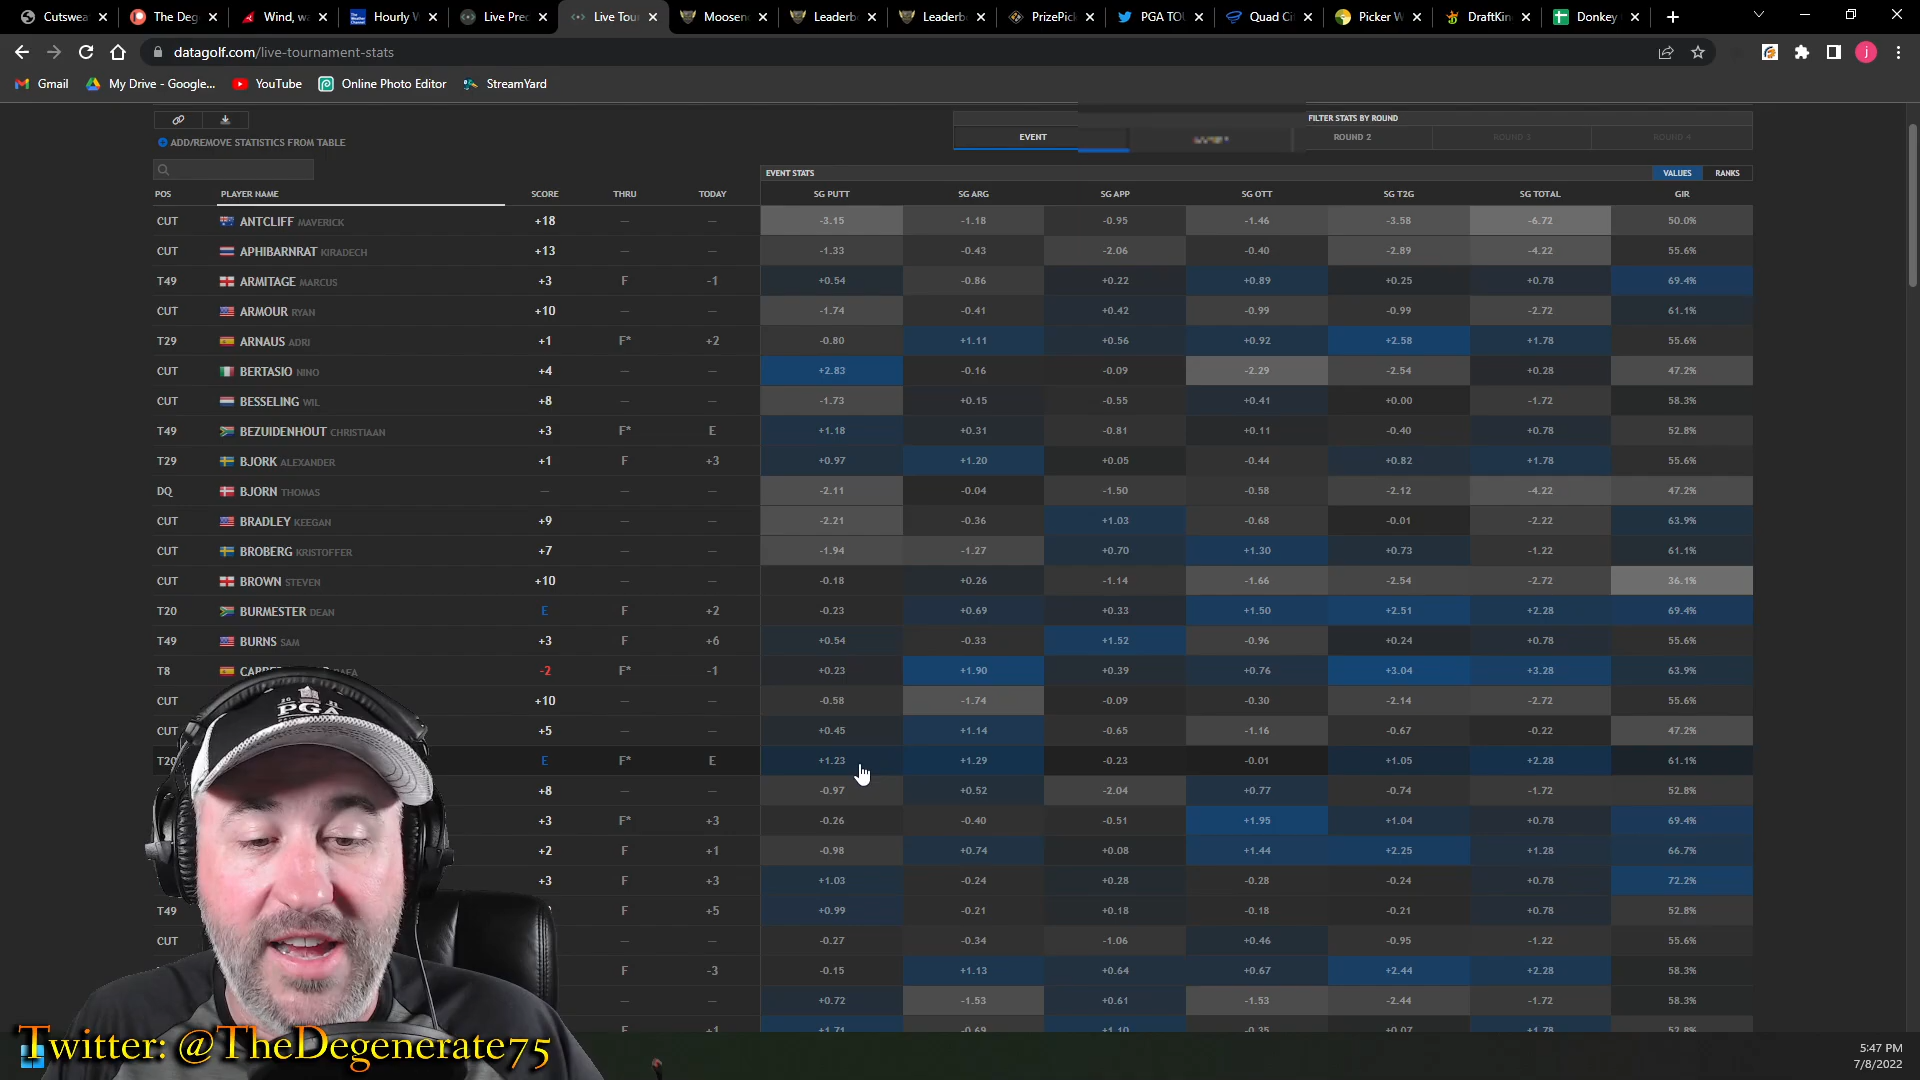 Cutswea
The Deg
Wind, wa
Hourly W
Live Prec
Live Tour
Moosen
Leaderb
Leaderb
PrizePick
PGA TOU
Quad Cit
Picker W
DraftKin
Donkey
datagolf.com/live-tournament-stats
j
Gmail My Drive - Google... YouTube Online Photo Editor StreamYard
FILTER STATS BY ROUND
EVENT ROUND 2 ROUND 3 ROUND 4
ADD/REMOVE STATISTICS FROM TABLE
EVENT STATS VALUES RANKS
POS PLAYER NAME SCORE THRU TODAY SG PUTT SG ARG SG APP SG OTT SG T2G SG TOTAL GIR
CUT ANTCLIFF MAVERICK +18 — — -3.15 -1.18 -0.95 -1.46 -3.58 -6.72 50.0%
CUT APHIBARNRAT KIRADECH +13 — — -1.33 -0.43 -2.06 -0.40 -2.89 -4.22 55.6%
T49 ARMITAGE MARCUS +3 F -1 +0.54 -0.86 +0.22 +0.89 +0.25 +0.78 69.4%
CUT ARMOUR RYAN +10 — — -1.74 -0.41 +0.42 -0.99 -0.99 -2.72 61.1%
T29 ARNAUS ADRI +1 F* +2 -0.80 +1.11 +0.56 +0.92 +2.58 +1.78 55.6%
CUT BERTASIO NINO +4 — — +2.83 -0.16 -0.09 -2.29 -2.54 +0.28 47.2%
CUT BESSELING WIL +8 — — -1.73 +0.15 -0.55 +0.41 +0.00 -1.72 58.3%
T49 BEZUIDENHOUT CHRISTIAAN +3 F* E +1.18 +0.31 -0.81 +0.11 -0.40 +0.78 52.8%
T29 BJORK ALEXANDER +1 F +3 +0.97 +1.20 +0.05 -0.44 +0.82 +1.78 55.6%
DQ BJORN THOMAS — -2.11 -0.04 -1.50 -0.58 -2.12 -4.22 47.2%
CUT BRADLEY KEEGAN +9 — — -2.21 -0.36 +1.03 -0.68 -0.01 -2.22 63.9%
CUT BROBERG KRISTOFFER +7 — — -1.94 -1.27 +0.70 +1.30 +0.73 -1.22 61.1%
CUT BROWN STEVEN +10 — — -0.18 +0.26 -1.14 -1.66 -2.54 -2.72 36.1%
T20 BURMESTER DEAN E F +2 -0.23 +0.69 +0.33 +1.50 +2.51 +2.28 69.4%
T49 BURNS SAM +3 F +6 +0.54 -0.33 +1.52 -0.96 +0.24 +0.78 55.6%
T8 -2 F* -1 +0.23 +1.90 +0.39 +0.76 +3.04 +3.28 63.9%
CUT +10 — — -0.58 -1.74 -0.09 -0.30 -2.14 -2.72 55.6%
CUT +5 — — +0.45 +1.14 -0.65 -1.16 -0.67 -0.22 47.2%
T20 E F* E +1.23 +1.29 -0.23 -0.01 +1.05 +2.28 61.1%
+8 — — -0.97 +0.52 -2.04 +0.77 -0.74 -1.72 52.8%
+3 F* +3 -0.26 -0.40 -0.51 +1.95 +1.04 +0.78 69.4%
+2 F +1 -0.98 +0.74 +0.08 +1.44 +2.25 +1.28 66.7%
+3 F +3 +1.03 -0.24 +0.28 -0.28 -0.24 +0.78 72.2%
T49 F +5 +0.99 -0.21 +0.18 -0.18 -0.21 +0.78 52.8%
CUT — — -0.27 -0.34 -1.06 +0.46 -0.95 -1.22 55.6%
F -3 -0.15 +1.13 +0.64 +0.67 +2.44 +2.28 58.3%
— — +0.72 -1.53 +0.61 -1.53 -2.44 -1.72 58.3%
F +1 +1.71 -0.69 +1.10 -0.35 +0.07 +1.78 52.8%
PGA
Twitter: @TheDegenerate75
5:47 PM
7/8/2022